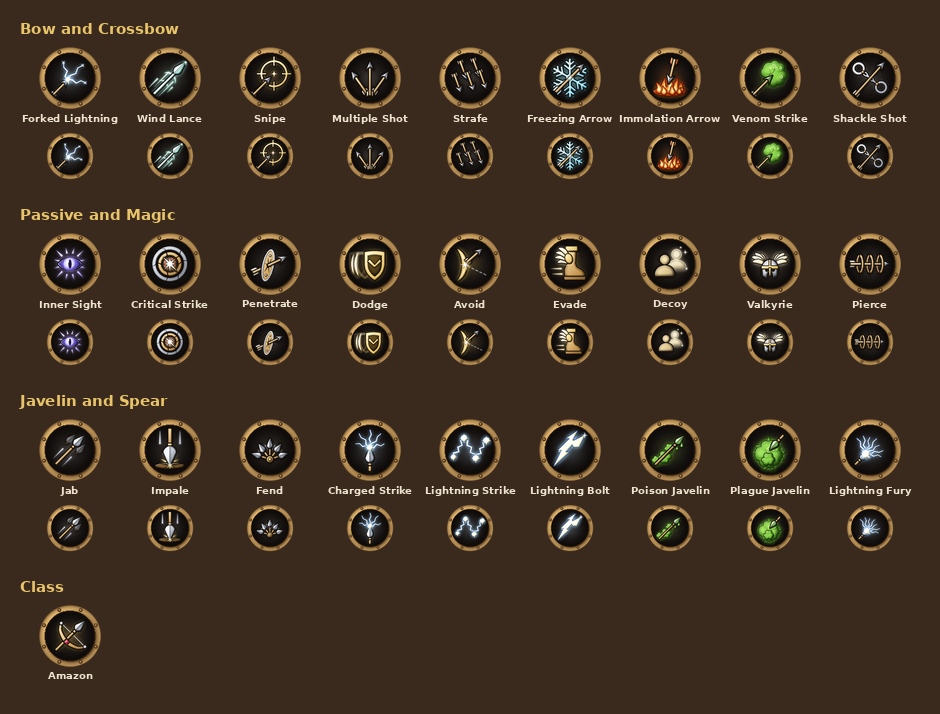 Bow and Crossbow
Forked Lightning Wind Lance Snipe Multiple Shot Strafe Freezing Arrow Immolation Arrow Venom Strike Shackle Shot
Passive and Magic
Inner Sight Critical Strike Penetrate Dodge Avoid Evade Decoy Valkyrie Pierce
Javelin and Spear
Jab Impale Fend Charged Strike Lightning Strike Lightning Bolt Poison Javelin Plague Javelin Lightning Fury
Class
Amazon